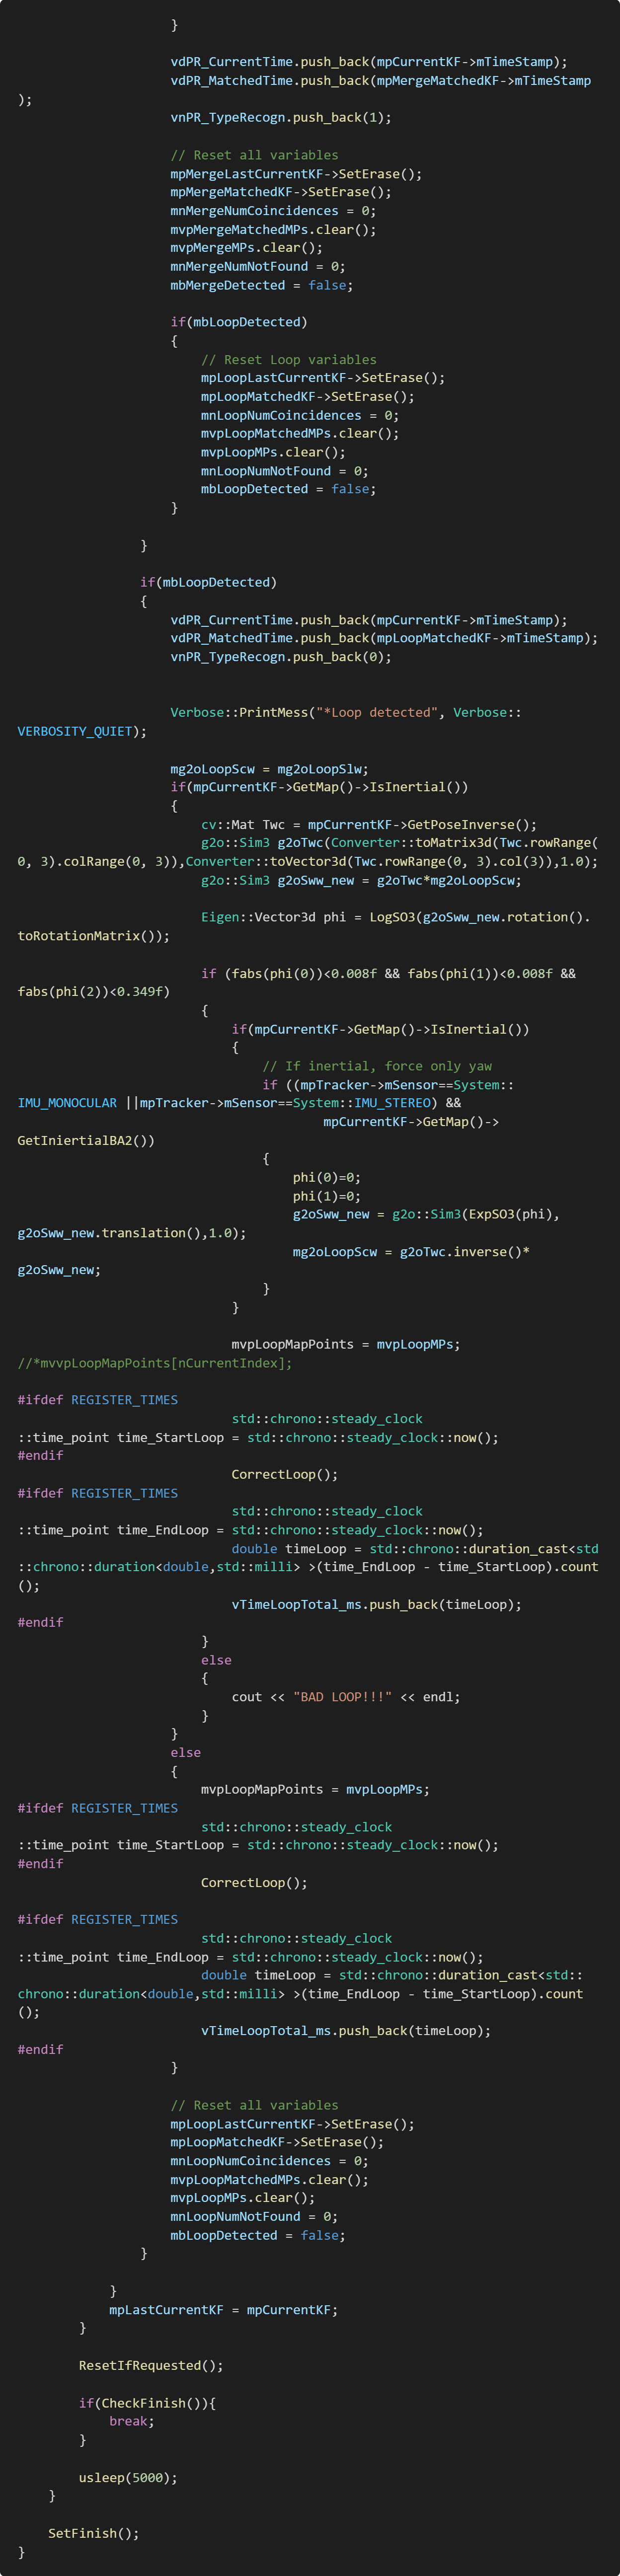 }
vdPR_CurrentTime.push_back(mpCurrentKF->mTimeStamp);
vdPR_MatchedTime.push_back(mpMergeMatchedKF->mTimeStamp
);
vnPR_TypeRecogn.push_back(1);
// Reset all variables
mpMergeLastCurrentKF->SetErase();
mpMergeMatchedKF->SetErase();
mnMergeNumCoincidences = 0;
mvpMergeMatchedMPs.clear();
mvpMergeMPs.clear();
mnMergeNumNotFound = 0;
mbMergeDetected = false;
if(mbLoopDetected)
{
// Reset Loop variables
mpLoopLastCurrentKF->SetErase();
mpLoopMatchedKF->SetErase();
mnLoopNumCoincidences = 0;
mvpLoopMatchedMPs.clear();
mvpLoopMPs.clear();
mnLoopNumNotFound = 0;
mbLoopDetected = false;
}
}
if(mbLoopDetected)
{
vdPR_CurrentTime.push_back(mpCurrentKF->mTimeStamp);
vdPR_MatchedTime.push_back(mpLoopMatchedKF->mTimeStamp);
vnPR_TypeRecogn.push_back(0);
Verbose::PrintMess("*Loop detected", Verbose::
VERBOSITY_QUIET);
mg2oLoopScw = mg2oLoopSlw;
if(mpCurrentKF->GetMap()->IsInertial())
{
cv::Mat Twc = mpCurrentKF->GetPoseInverse();
g2o::Sim3 g2oTwc(Converter::toMatrix3d(Twc.rowRange(
0, 3).colRange(0, 3)),Converter::toVector3d(Twc.rowRange(0, 3).col(3)),1.0);
g2o::Sim3 g2oSww_new = g2oTwc*mg2oLoopScw;
Eigen::Vector3d phi = LogSO3(g2oSww_new.rotation().
toRotationMatrix());
if (fabs(phi(0))<0.008f && fabs(phi(1))<0.008f &&
fabs(phi(2))<0.349f)
{
if(mpCurrentKF->GetMap()->IsInertial())
{
// If inertial, force only yaw
if ((mpTracker->mSensor==System::
IMU_MONOCULAR ||mpTracker->mSensor==System::IMU_STEREO) &&
mpCurrentKF->GetMap()->
GetIniertialBA2())
{
phi(0)=0;
phi(1)=0;
g2oSww_new = g2o::Sim3(ExpSO3(phi),
g2oSww_new.translation(),1.0);
mg2oLoopScw = g2oTwc.inverse()*
g2oSww_new;
}
}
mvpLoopMapPoints = mvpLoopMPs;
//*mvvpLoopMapPoints[nCurrentIndex];
#ifdef REGISTER_TIMES
std::chrono::steady_clock
::time_point time_StartLoop = std::chrono::steady_clock::now();
#endif
CorrectLoop();
#ifdef REGISTER_TIMES
std::chrono::steady_clock
::time_point time_EndLoop = std::chrono::steady_clock::now();
double timeLoop = std::chrono::duration_cast<std
::chrono::duration<double,std::milli> >(time_EndLoop - time_StartLoop).count
();
vTimeLoopTotal_ms.push_back(timeLoop);
#endif
}
else
{
cout << "BAD LOOP!!!" << endl;
}
}
else
{
mvpLoopMapPoints = mvpLoopMPs;
#ifdef REGISTER_TIMES
std::chrono::steady_clock
::time_point time_StartLoop = std::chrono::steady_clock::now();
#endif
CorrectLoop();
#ifdef REGISTER_TIMES
std::chrono::steady_clock
::time_point time_EndLoop = std::chrono::steady_clock::now();
double timeLoop = std::chrono::duration_cast<std::
chrono::duration<double,std::milli> >(time_EndLoop - time_StartLoop).count
();
vTimeLoopTotal_ms.push_back(timeLoop);
#endif
}
// Reset all variables
mpLoopLastCurrentKF->SetErase();
mpLoopMatchedKF->SetErase();
mnLoopNumCoincidences = 0;
mvpLoopMatchedMPs.clear();
mvpLoopMPs.clear();
mnLoopNumNotFound = 0;
mbLoopDetected = false;
}
}
mpLastCurrentKF = mpCurrentKF;
}
ResetIfRequested();
if(CheckFinish()){
break;
}
usleep(5000);
}
SetFinish();
}